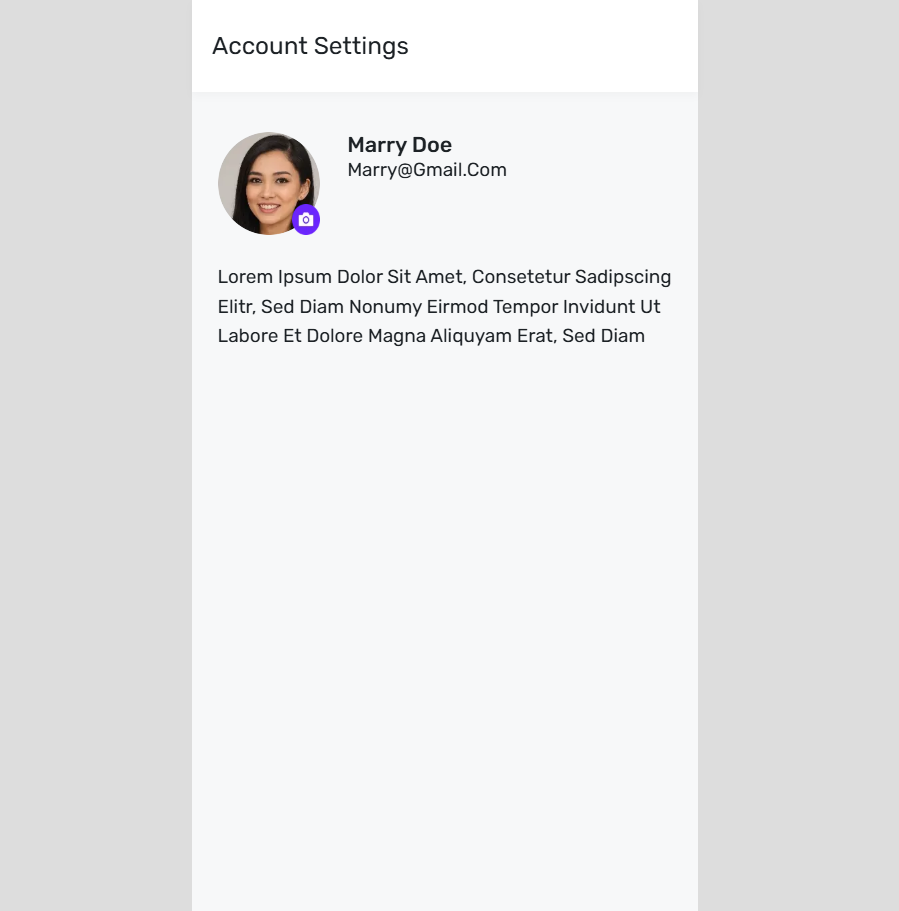 Account Settings
Marry Doe
Marry@Gmail.Com
Lorem Ipsum Dolor Sit Amet, Consetetur Sadipscing
Elitr, Sed Diam Nonumy Eirmod Tempor Invidunt Ut
Labore Et Dolore Magna Aliquyam Erat, Sed Diam